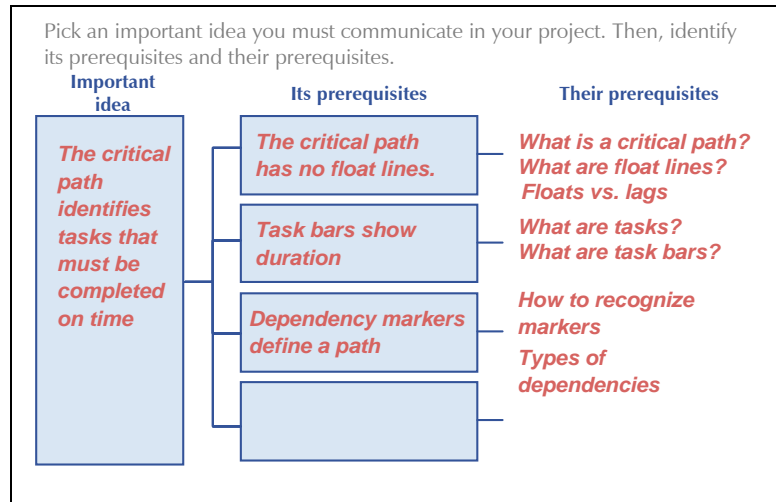 Pick an important idea you must communicate in your project. Then, identify
its prerequisites and their prerequisites.
Important
idea
Its prerequisites
Their prerequisites
The critical
path
identifies
tasks that
must be
completed
on time
The critical path
has no float lines.
What is a critical path?
What are float lines?
Floats vs. lags
Task bars show
duration
What are tasks?
What are task bars?
Dependency markers
define a path
How to recognize
markers
Types of
dependencies